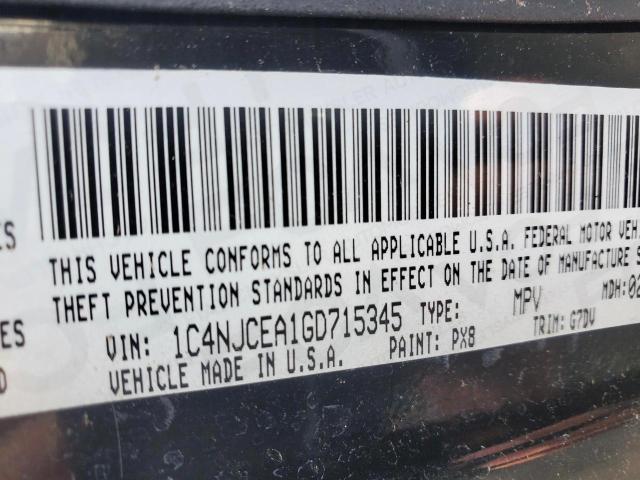 THIS VEHICLE CONFORMS TO ALL APPLICABLE U.S.A. FEDERAL MOTOR VEH
THEFT PREVENTION STANDARDS IN EFFECT ON THE DATE OF MANUFACTURE S
VIN: 1C4NJCEA1GD715345 TYPE: MPV MDH:02
VEHICLE MADE IN U.S.A. PAINT: PX8 TRIM: G7DV